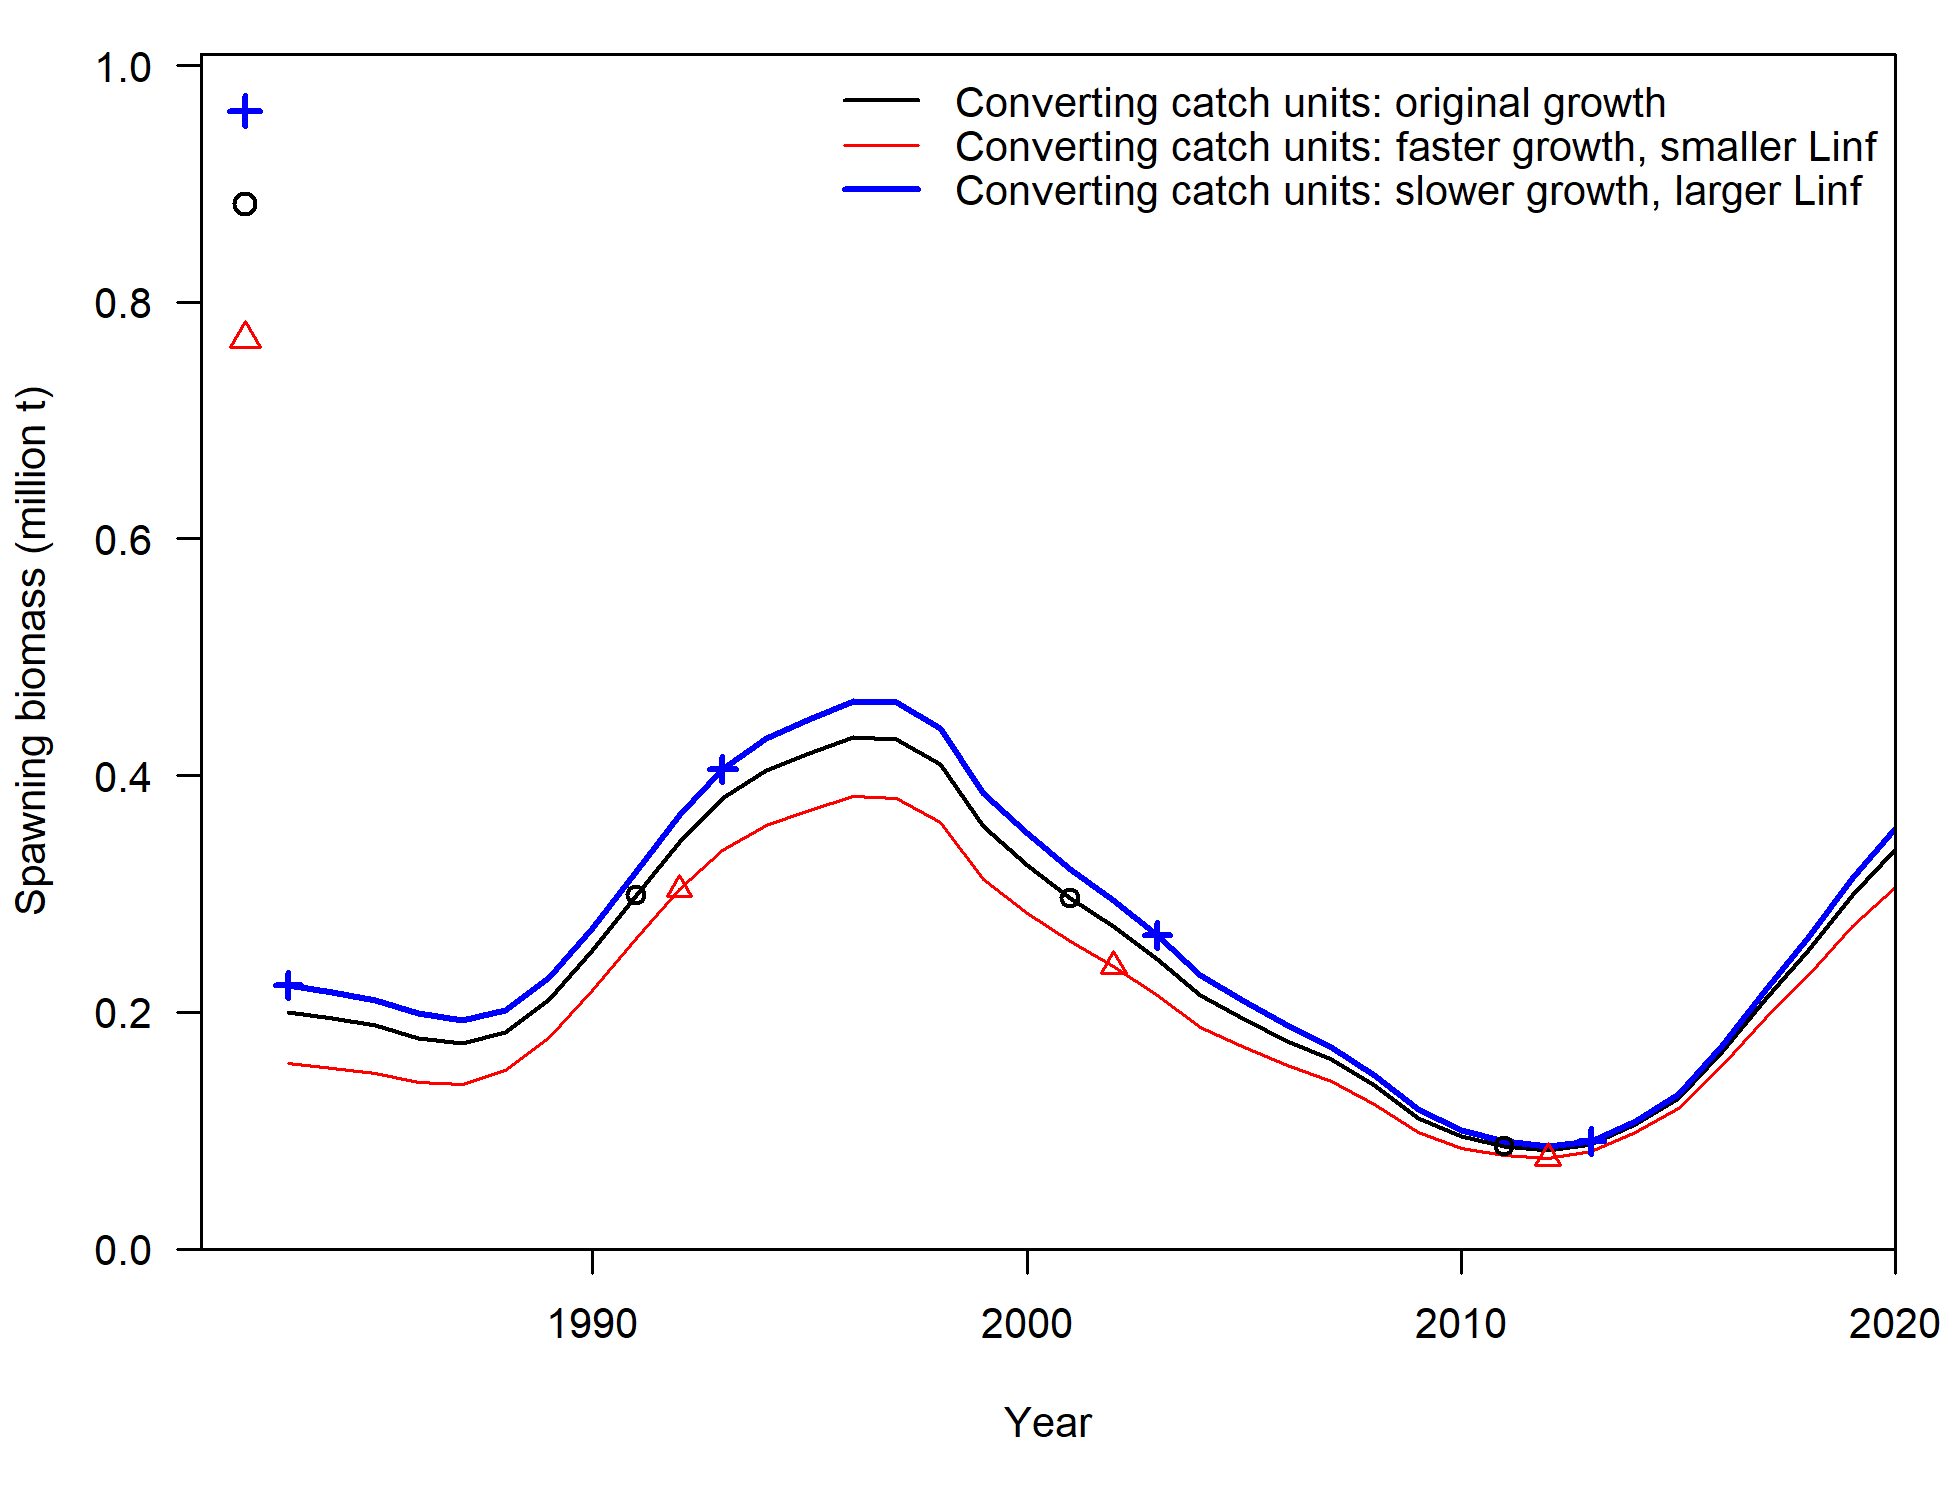 1.0
0.8
0.6
0.4
0.2
0.0
Spawning biomass (million t)
Converting catch units: original growth
Converting catch units: faster growth, smaller Linf
Converting catch units: slower growth, larger Linf
1990
2000
2010
2020
Year